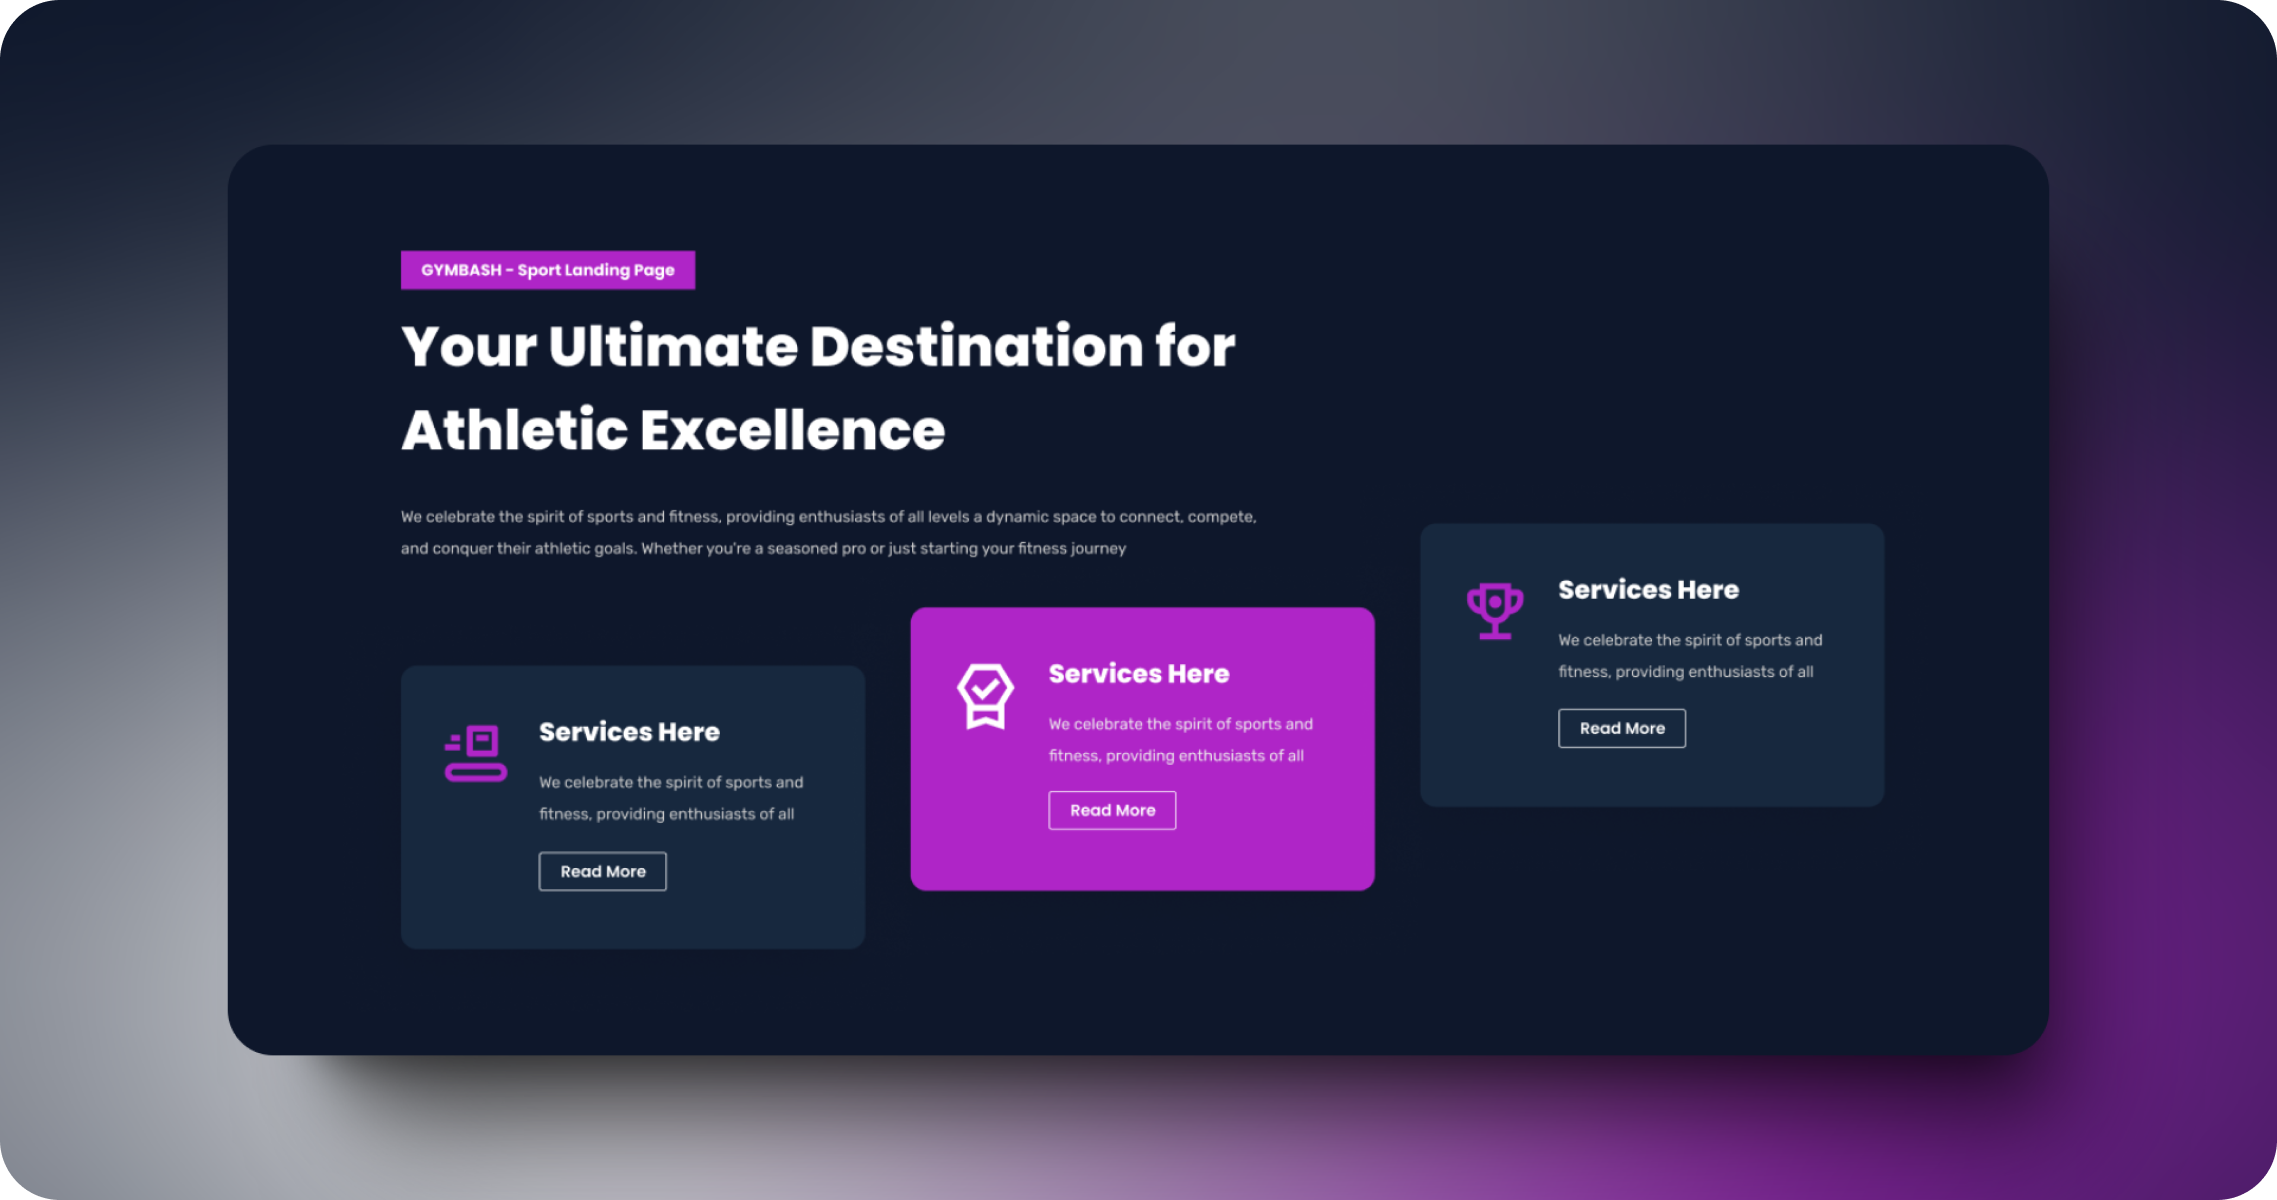 GYMBASH - Sport Landing Page
Your Ultimate Destination for
Athletic Excellence
We celebrate the spirit of sports and fitness, providing enthusiasts of all levels a dynamic space to connect, compete,
and conquer their athletic goals. Whether you're a seasoned pro or just starting your fitness journey
Services Here
We celebrate the spirit of sports and
fitness, providing enthusiasts of all
Read More
Services Here
We celebrate the spirit of sports and
fitness, providing enthusiasts of all
Read More
Services Here
We celebrate the spirit of sports and
fitness, providing enthusiasts of all
Read More